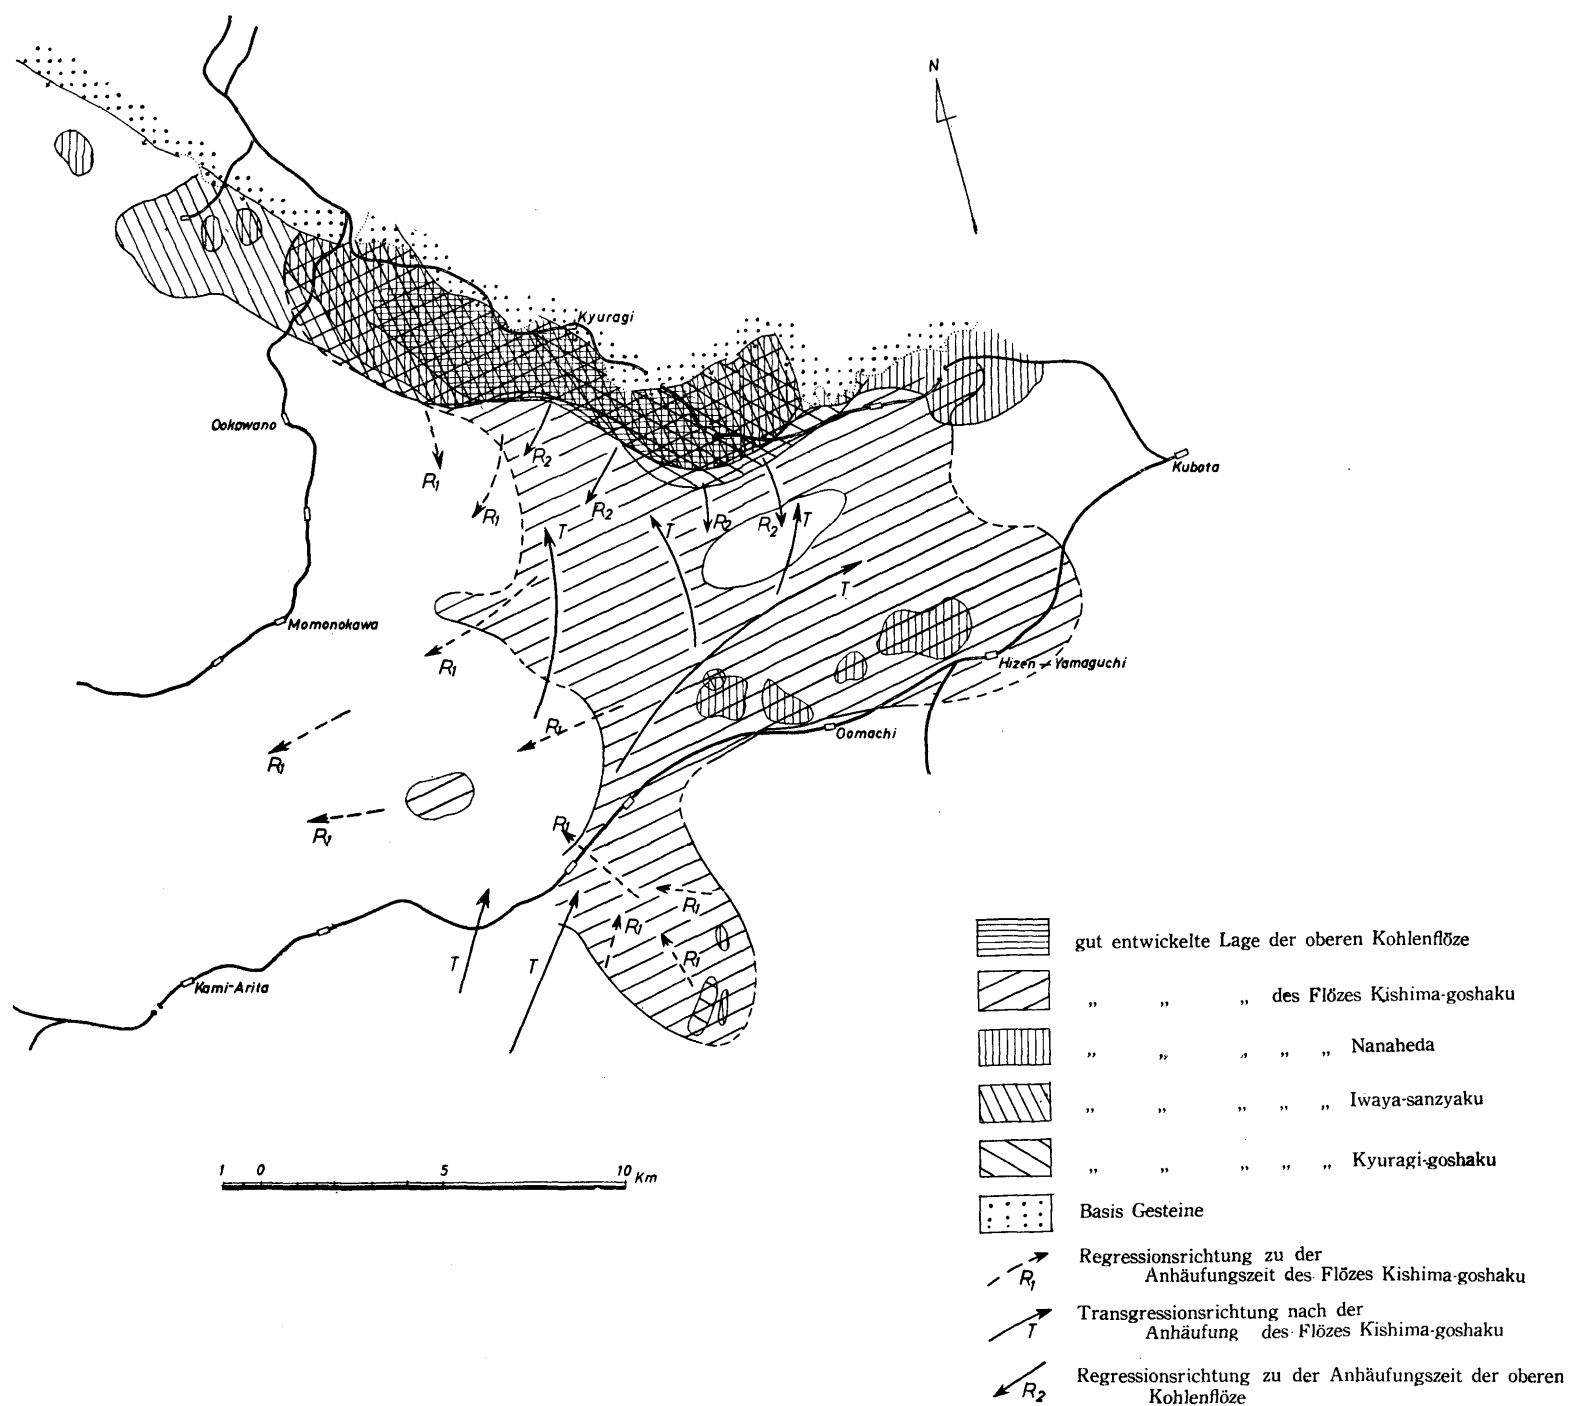 N
Kyuragi
Ookawano
Kubota
R₁
R₂
R₁
R₂
R₂
R₂
T
T
T
T
Momonokawa
R₁
Hizen-Yamaguchi
R₁
Oomachi
R₁
R₁
R₁
R₁
R₁
R₁
T
T
Kami-Arita
gut entwickelte Lage der oberen Kohlenflöze
„ „ „ des Flözes Kishima-goshaku
„ „ „ „ „ Nanaheda
„ „ „ „ „ Iwaya-sanzyaku
„ „ „ „ „ Kyuragi-goshaku
Basis Gesteine
R₁ Regressionsrichtung zu der
Anhäufungszeit des Flözes Kishima-goshaku
T Transgressionsrichtung nach der
Anhäufung des Flözes Kishima-goshaku
R₂ Regressionsrichtung zu der Anhäufungszeit der oberen
Kohlenflöze
1 0 5 10 Km